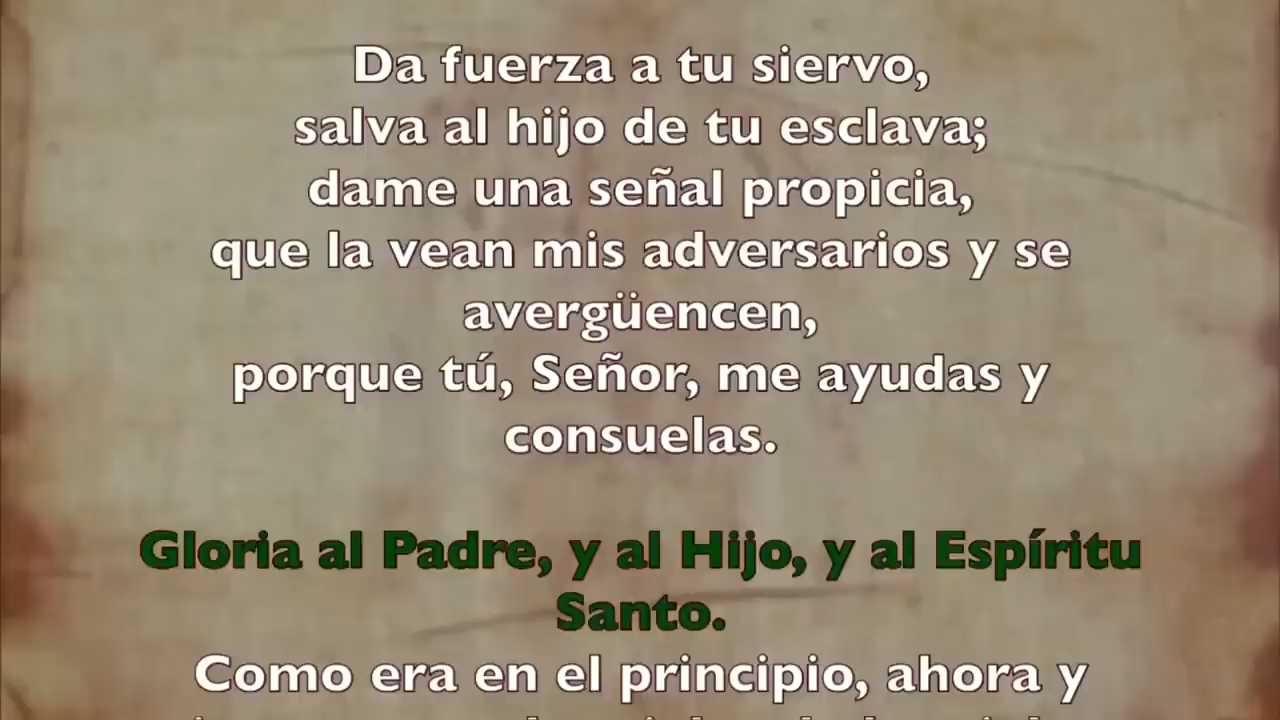 Da fuerza a tu siervo,
salva al hijo de tu esclava;
dame una señal propicia,
que la vean mis adversarios y se
avergüencen,
porque tú, Señor, me ayudas y
consuelas.
Gloria al Padre, y al Hijo, y al Espíritu
Santo.
Como era en el principio, ahora y